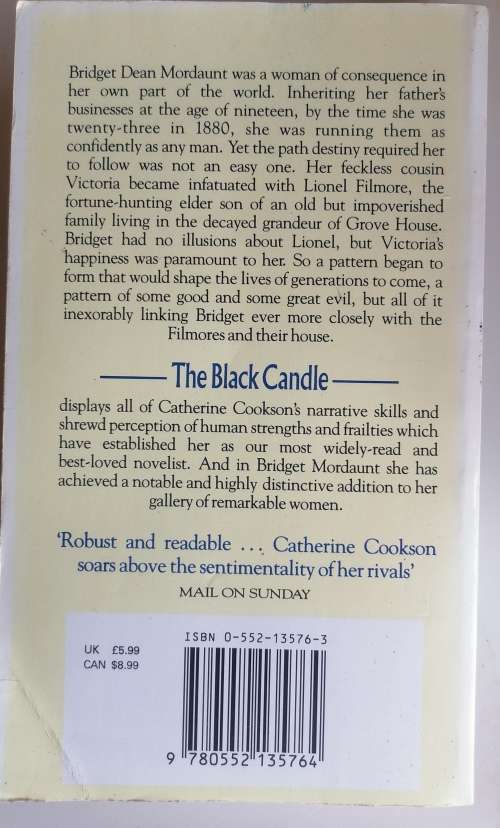 Bridget Dean Mordaunt was a woman of consequence in
her own part of the world. Inheriting her father's
businesses at the age of nineteen, by the time she was
twenty-three in 1880, she was running them as
confidently as any man. Yet the path destiny required her
to follow was not an easy one. Her feckless cousin
Victoria became infatuated with Lionel Filmore, the
fortune-hunting elder son of an old but impoverished
family living in the decayed grandeur of Grove House.
Bridget had no illusions about Lionel, but Victoria's
happiness was paramount to her. So a pattern began to
form that would shape the lives of generations to come, a
pattern of some good and some great evil, but all of it
inexorably linking Bridget ever more closely with the
Filmores and their house.
The Black Candle
displays all of Catherine Cookson's narrative skills and
shrewd perception of human strengths and frailties which
have established her as our most widely-read and
best-loved novelist. And in Bridget Mordaunt she has
achieved a notable and highly distinctive addition to her
gallery of remarkable women.
'Robust and readable ... Catherine Cookson
soars above the sentimentality of her rivals'
MAIL ON SUNDAY
ISBN 0-552-13576-3
UK £5.99
CAN $8.99
9 780552 135764